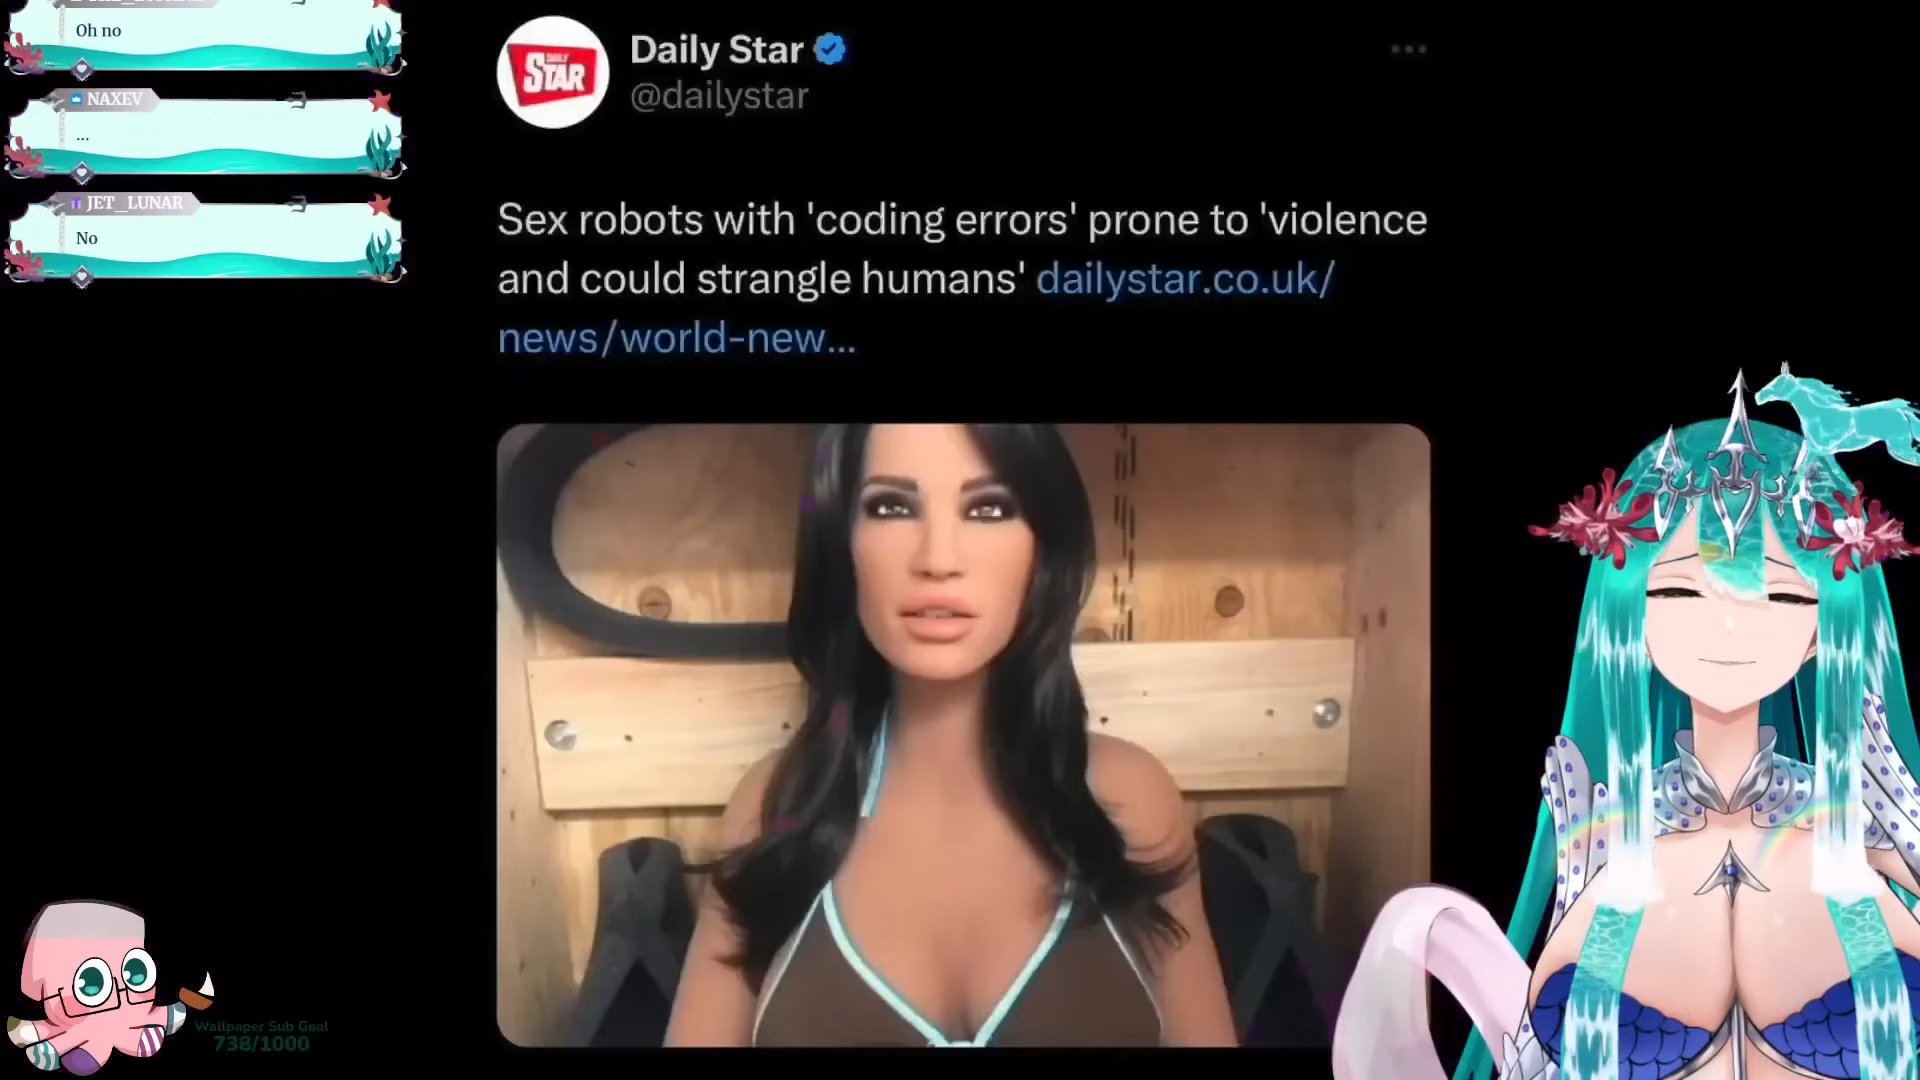 Oh no
NAXEV
...
JET_LUNAR
No
DAILY
STAR
Daily Star
@dailystar
Sex robots with 'coding errors' prone to 'violence
and could strangle humans' dailystar.co.uk/
news/world-new...
Wallpaper Sub Goal
738/1000